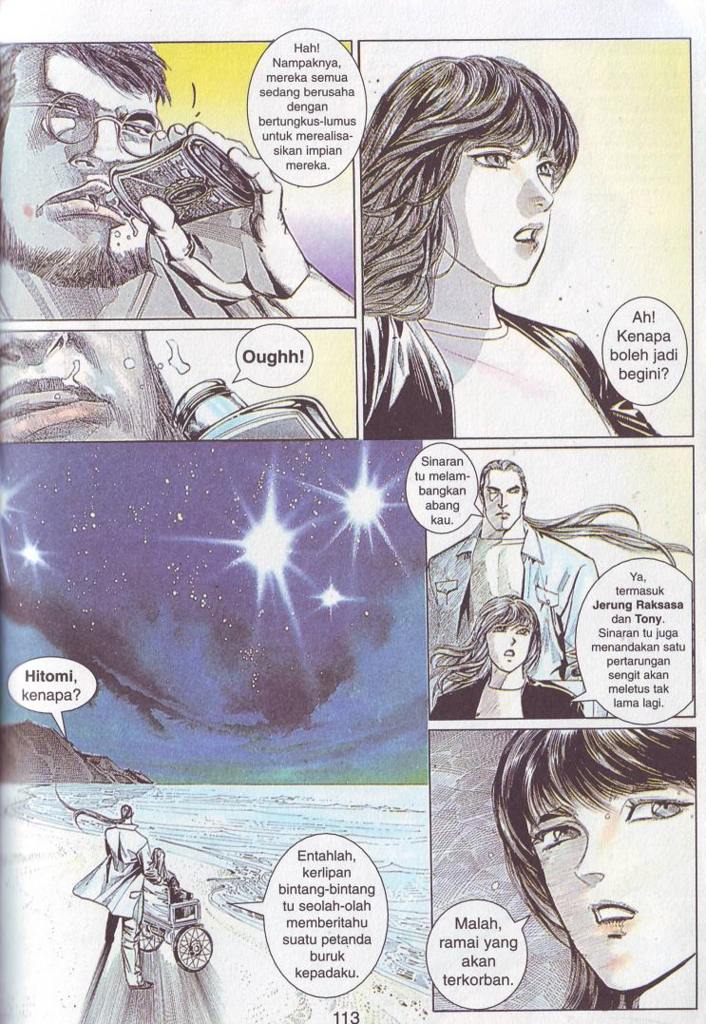 Hah!
Nampaknya,
mereka semua
sedang berusaha
dengan
bertungkus-lumus
untuk merealisa-
sikan impian
mereka.
Ah!
Kenapa
boleh jadi
begini?
Oughh!
Hitomi,
kenapa?
Entahlah,
kerlipan
bintang-bintang
tu seolah-olah
memberitahu
suatu petanda
buruk
kepadaku.
Sinaran
tu melam-
bangkan
abang
kau.
Ya,
termasuk
Jerung Raksasa
dan Tony.
Sinaran tu juga
menandakan satu
pertarungan
sengit akan
meletus tak
lama lagi.
Malah,
ramai yang
akan
terkorban.
113